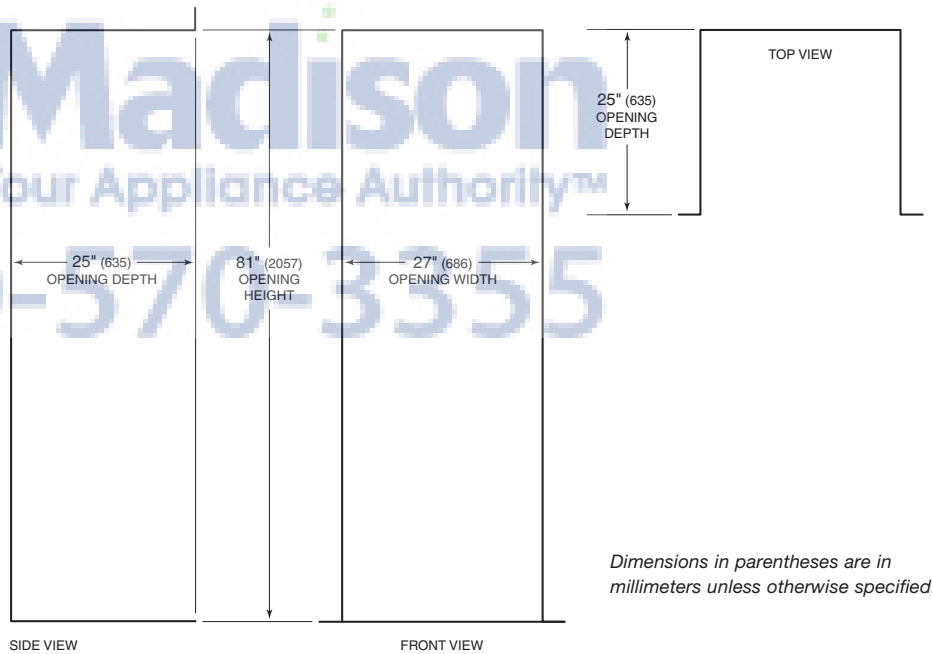 Madison
TOP VIEW
25" (635)
OPENING
DEPTH
our Appliance Authority™
25" (635)
OPENING DEPTH
81" (2057)
OPENING
HEIGHT
27" (686)
OPENING WIDTH
-570-3355
Dimensions in parentheses are in
millimeters unless otherwise specified.
SIDE VIEW
FRONT VIEW